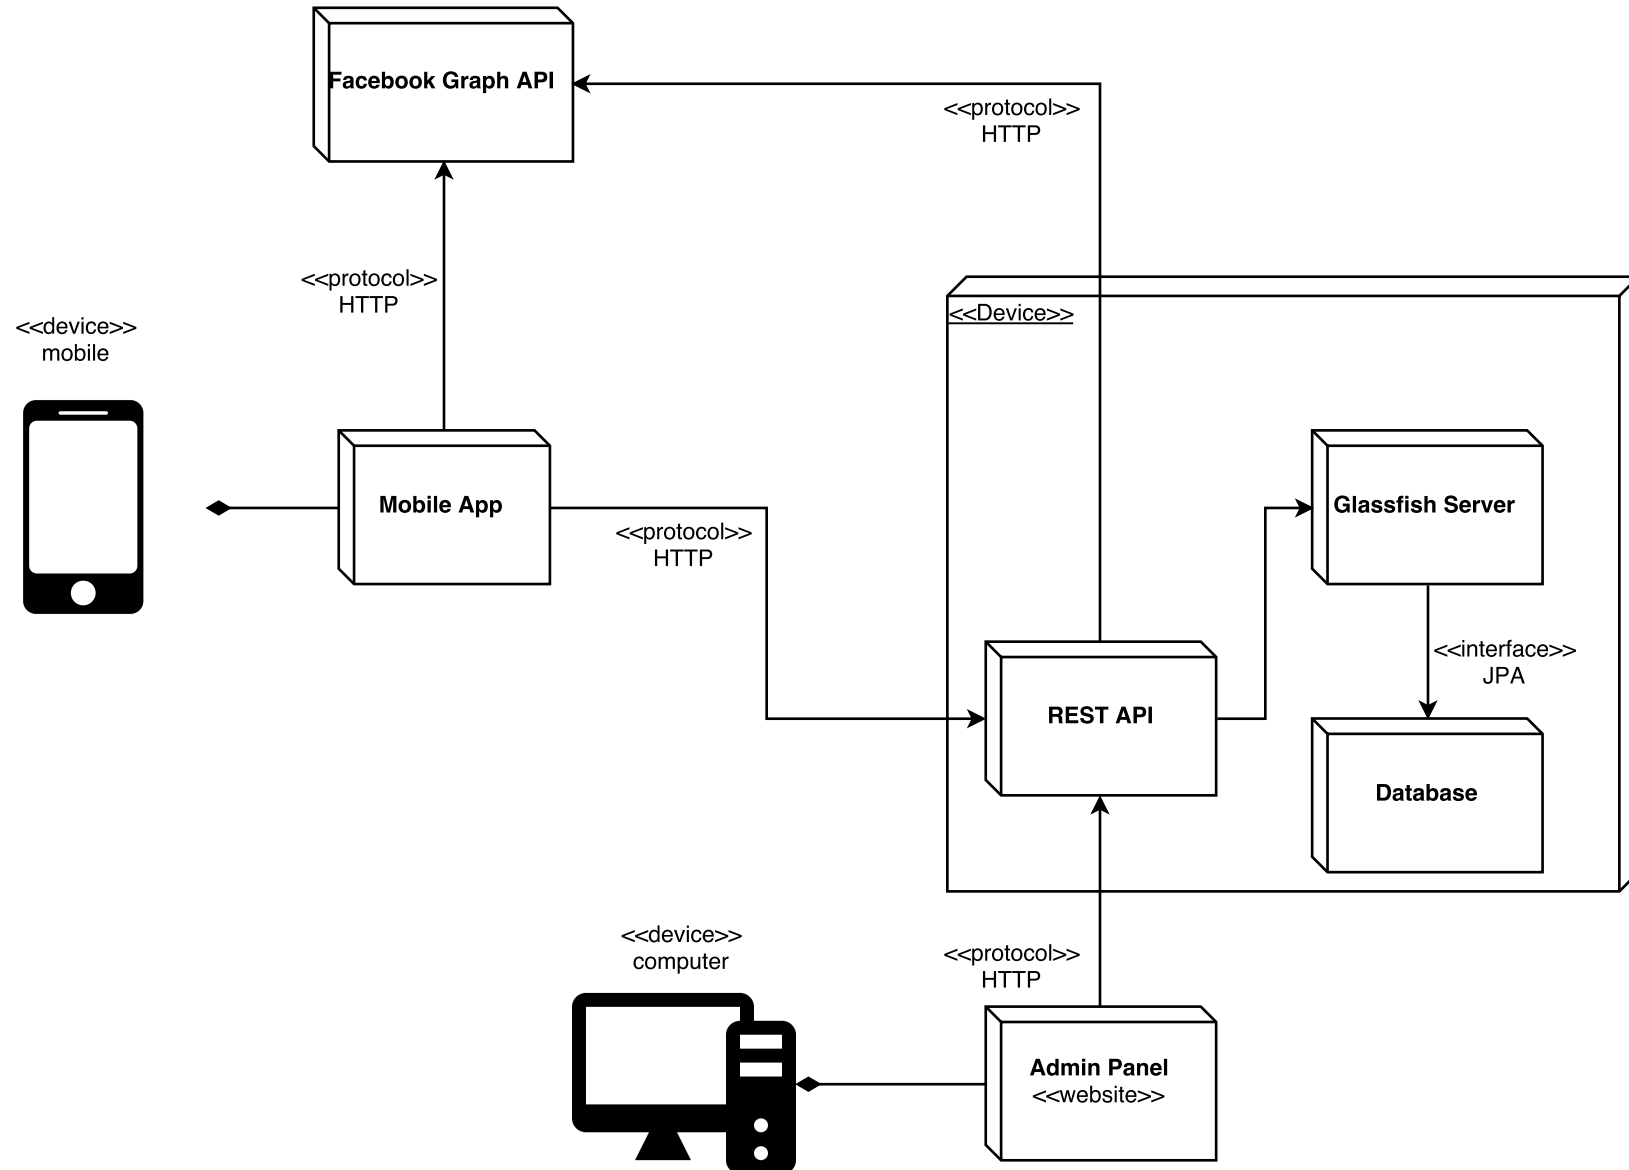 Facebook Graph API
<<protocol>>
HTTP
<<protocol>>
HTTP
<<device>>
mobile
<<Device>>
Mobile App
<<protocol>>
HTTP
Glassfish Server
<<interface>>
JPA
REST API
Database
<<device>>
computer
<<protocol>>
HTTP
Admin Panel
<<website>>